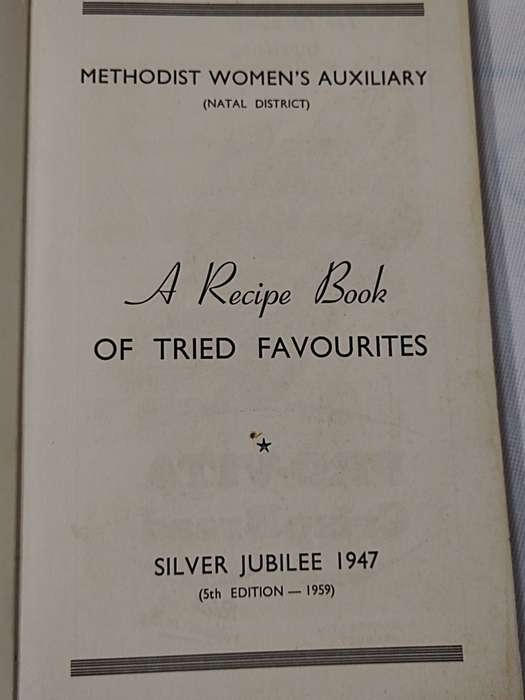 METHODIST WOMEN'S AUXILIARY
(NATAL DISTRICT)
A Recipe Book
OF TRIED FAVOURITES
SILVER JUBILEE 1947
(5th EDITION — 1959)